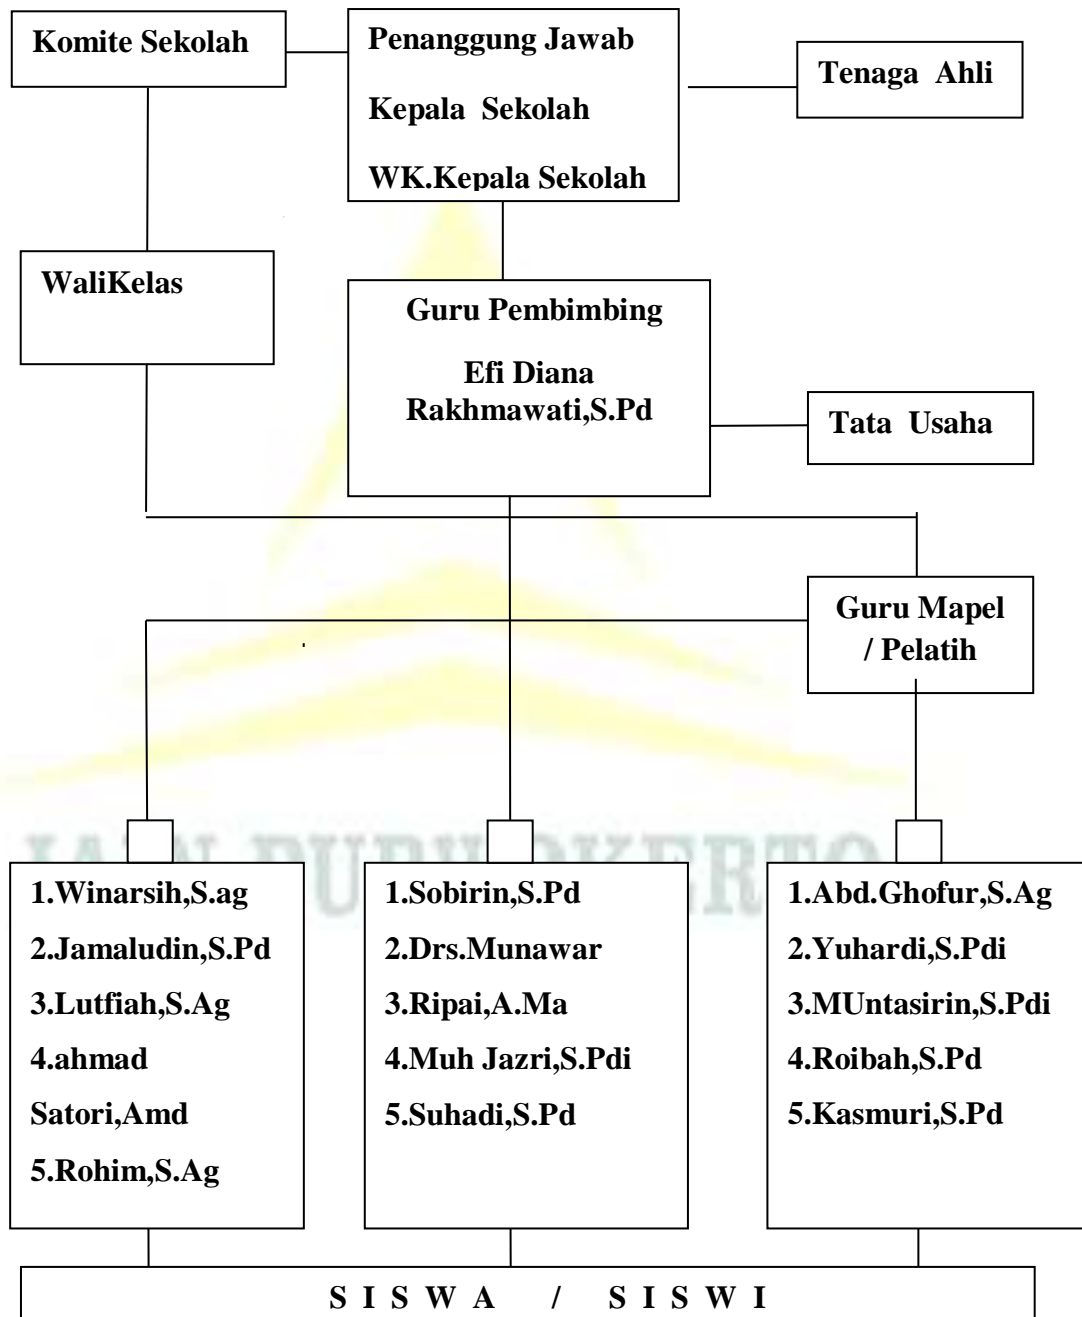 Komite Sekolah
Penanggung Jawab
Kepala Sekolah
WK.Kepala Sekolah
Tenaga Ahli
WaliKelas
Guru Pembimbing
Efi Diana
Rakhmawati,S.Pd
Tata Usaha
Guru Mapel
/ Pelatih
IAIN PURWOKERTO
1.Winarsih,S.ag
2.Jamaludin,S.Pd
3.Lutfiah,S.Ag
4.ahmad
Satori,Amd
5.Rohim,S.Ag
1.Sobirin,S.Pd
2.Drs.Munawar
3.Ripai,A.Ma
4.Muh Jazri,S.Pdi
5.Suhadi,S.Pd
1.Abd.Ghofur,S.Ag
2.Yuhardi,S.Pdi
3.MUntasirin,S.Pdi
4.Roibah,S.Pd
5.Kasmuri,S.Pd
S I S W A / S I S W I